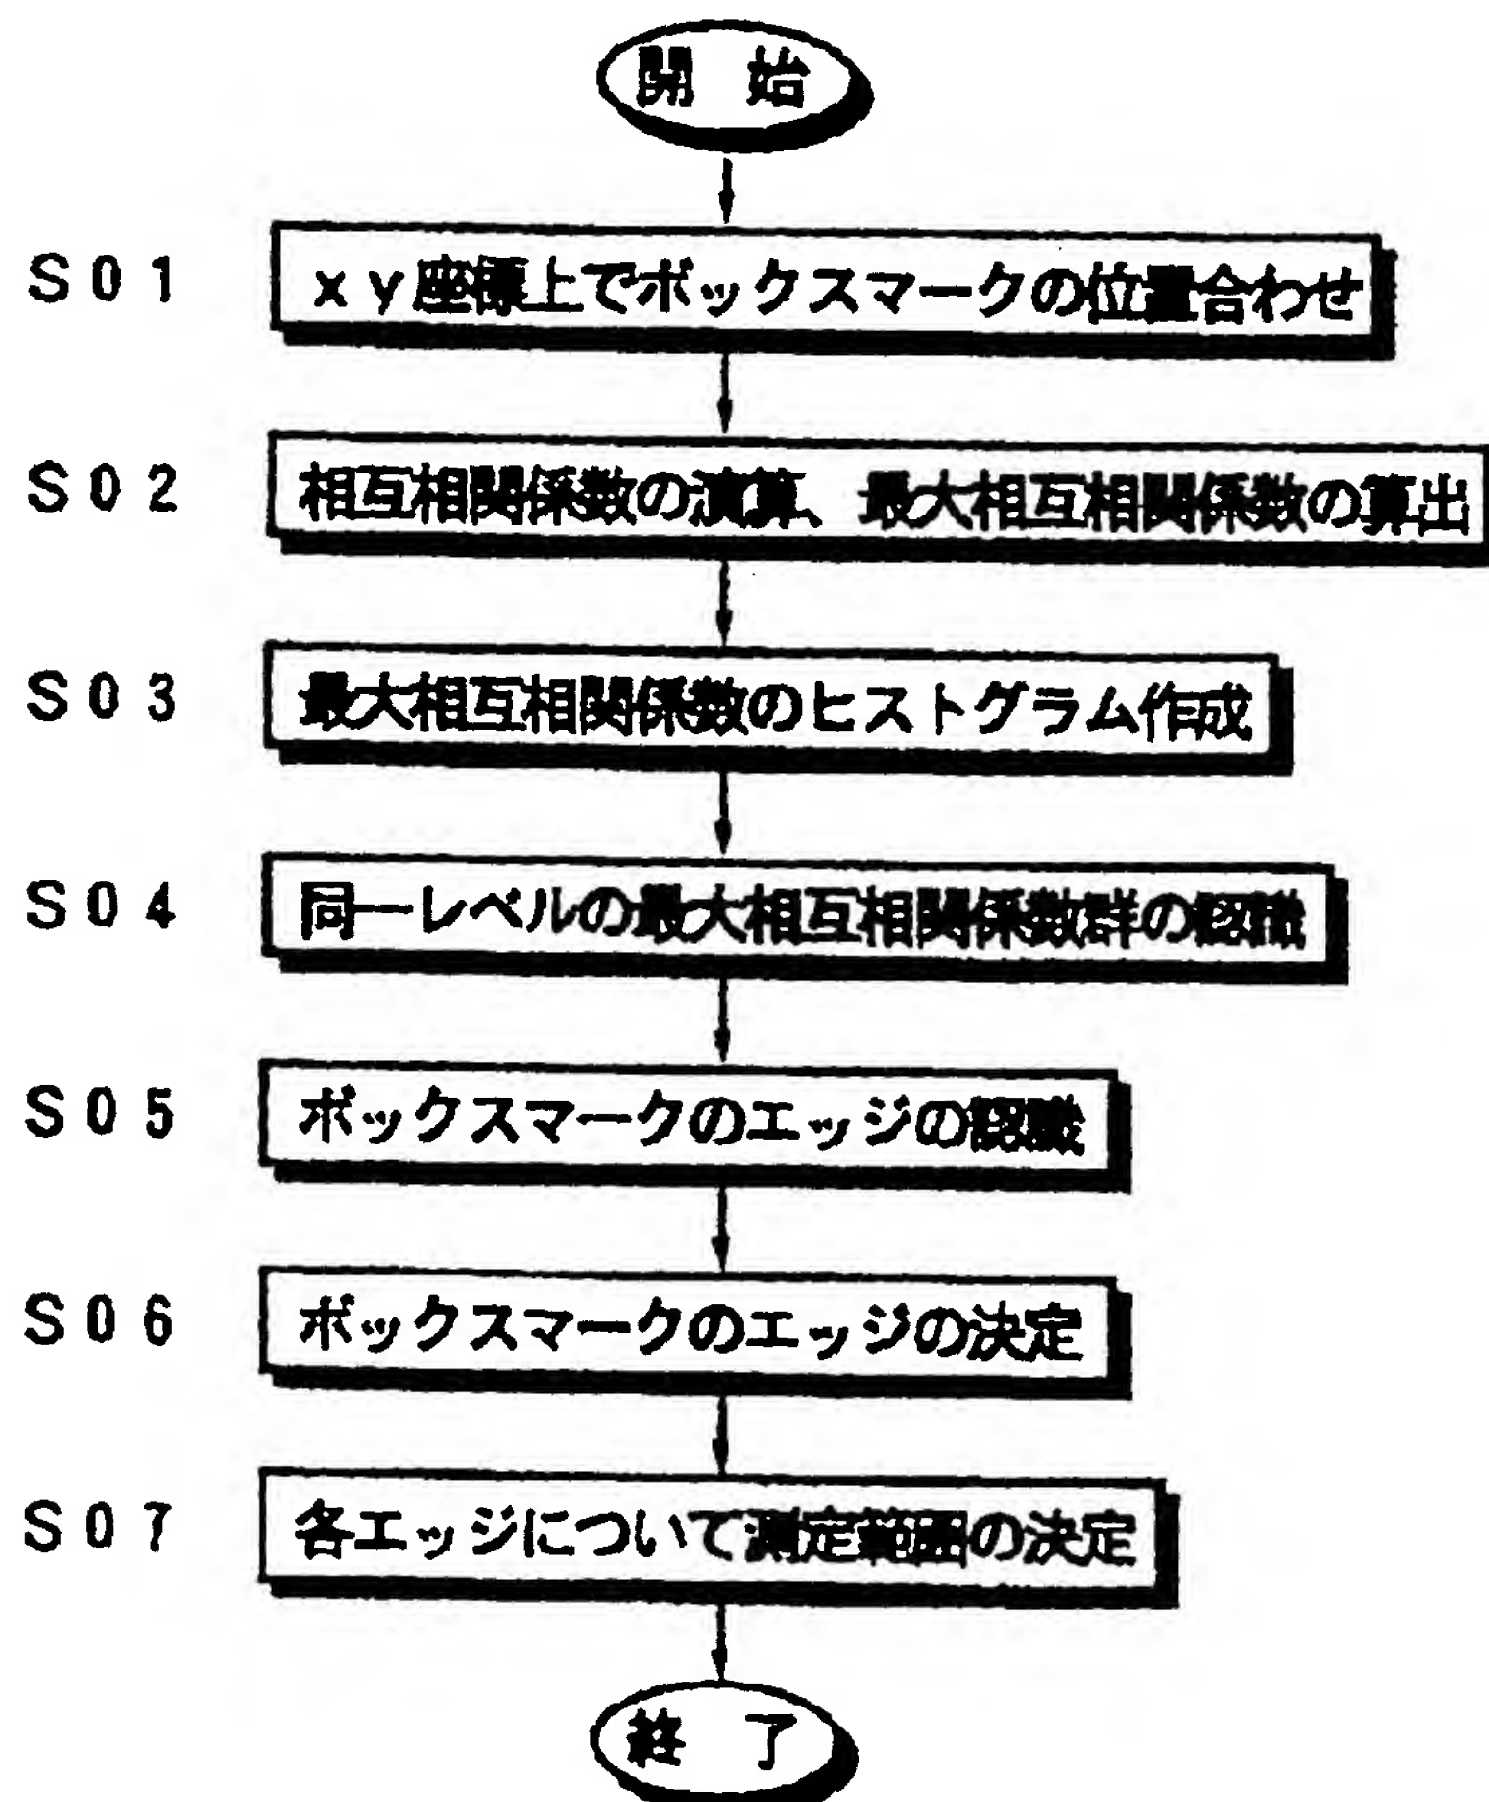 開 始
S01 xy座標上でボックスマークの位置合わせ
S02 相互相関係数の演算、最大相互相関係数の算出
S03 最大相互相関係数のヒストグラム作成
S04 同一レベルの最大相互相関係数群の認識
S05 ボックスマークのエッジの認識
S06 ボックスマークのエッジの決定
S07 各エッジについて測定範囲の決定
終 了